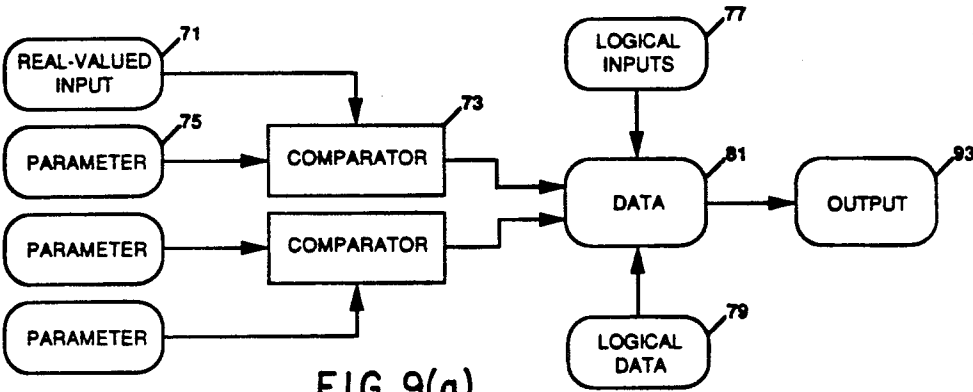 71
REAL-VALUED
INPUT
75
PARAMETER
PARAMETER
PARAMETER
73
COMPARATOR
COMPARATOR
77
LOGICAL
INPUTS
81
DATA
79
LOGICAL
DATA
93
OUTPUT
FIG. 9(a)